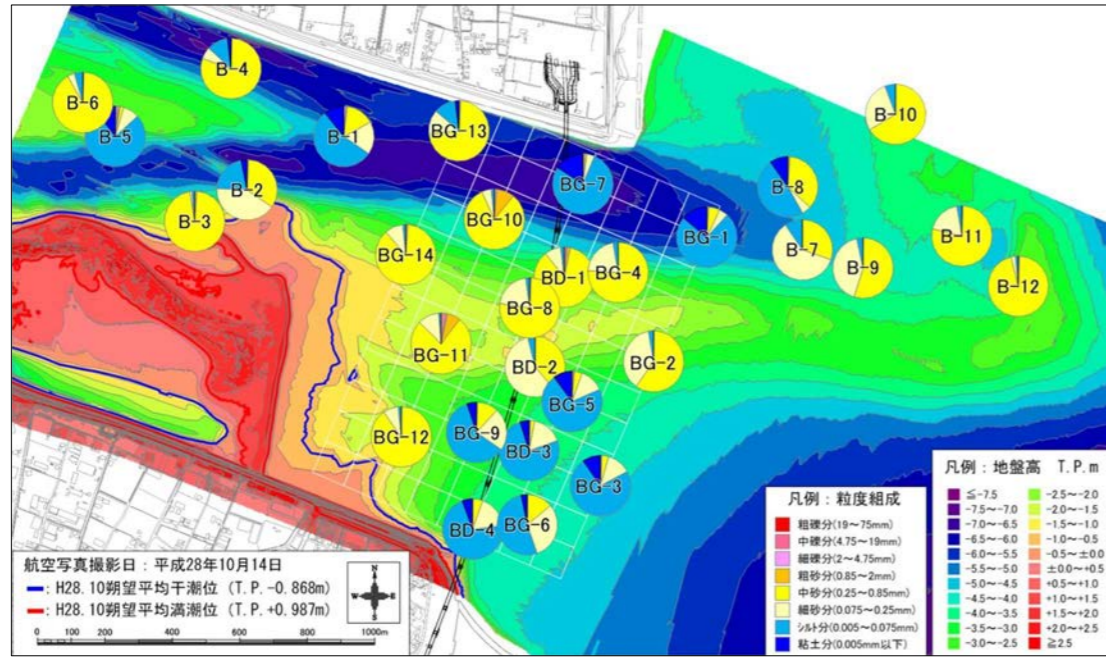 B-4
B-6
B-10
B-5
B-1
BG-13
B-2
BG-7
B-8
B-3
BG-10
BG-1
B-11
BG-14
B-7
BD-1
BG-4
B-9
B-12
BG-8
BG-11
BD-2
BG-2
BG-5
BG-12
BG-9
BD-3
BG-3
BD-4
BG-6
航空写真撮影日：平成28年10月14日
━: H28.10朔望平均干潮位 (T.P.-0.868m)
━: H28.10朔望平均満潮位 (T.P.+0.987m)
0 100 200 400 600 800 1000m
N
W E
S
凡例：粒度組成
粗礫分(19～75mm)
中礫分(4.75～19mm)
細礫分(2～4.75mm)
粗砂分(0.85～2mm)
中砂分(0.25～0.85mm)
細砂分(0.075～0.25mm)
シルト分(0.005～0.075mm)
粘土分(0.005mm以下)
凡例：地盤高 T.P.m
≦-7.5 -2.5～-2.0
-7.5～-7.0 -2.0～-1.5
-7.0～-6.5 -1.5～-1.0
-6.5～-6.0 -1.0～-0.5
-6.0～-5.5 -0.5～±0.0
-5.5～-5.0 ±0.0～+0.5
-5.0～-4.5 +0.5～+1.0
-4.5～-4.0 +1.0～+1.5
-4.0～-3.5 +1.5～+2.0
-3.5～-3.0 +2.0～+2.5
-3.0～-2.5 ≧2.5